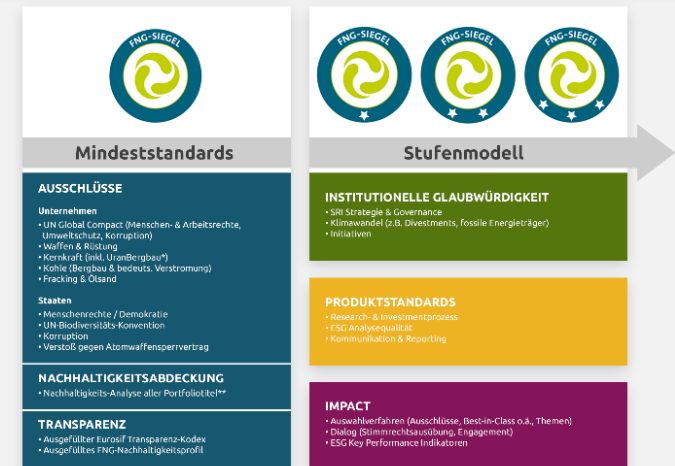 FNG-SIEGEL
Mindeststandards
AUSSCHLÜSSE
Unternehmen
• UN Global Compact (Menschen- & Arbeitsrechte,
Umweltschutz, Korruption)
• Waffen & Rüstung
• Kernkraft (inkl. UranBergbau*)
• Kohle (Bergbau & bedeuts. Verstromung)
• Fracking & Ölsand
Staaten
• Menschenrechte / Demokratie
• UN-Biodiversitäts-Konvention
• Korruption
• Verstoß gegen Atomwaffensperrvertrag
NACHHALTIGKEITSABDECKUNG
• Nachhaltigkeits-Analyse aller Portfoliotitel**
TRANSPARENZ
• Ausgefüllter Eurosif Transparenz-Kodex
• Ausgefülltes FNG-Nachhaltigkeitsprofil
FNG-SIEGEL
FNG-SIEGEL
FNG-SIEGEL
Stufenmodell
INSTITUTIONELLE GLAUBWÜRDIGKEIT
• SRI Strategie & Governance
• Klimawandel (z.B. Divestments, fossile Energieträger)
• Initiativen
PRODUKTSTANDARDS
• Research- & Investmentprozess
• ESG Analysequalität
• Kommunikation & Reporting
IMPACT
• Auswahlverfahren (Ausschlüsse, Best-in-Class o.ä., Themen)
• Dialog (Stimmrechtsausübung, Engagement)
• ESG Key Performance Indikatoren